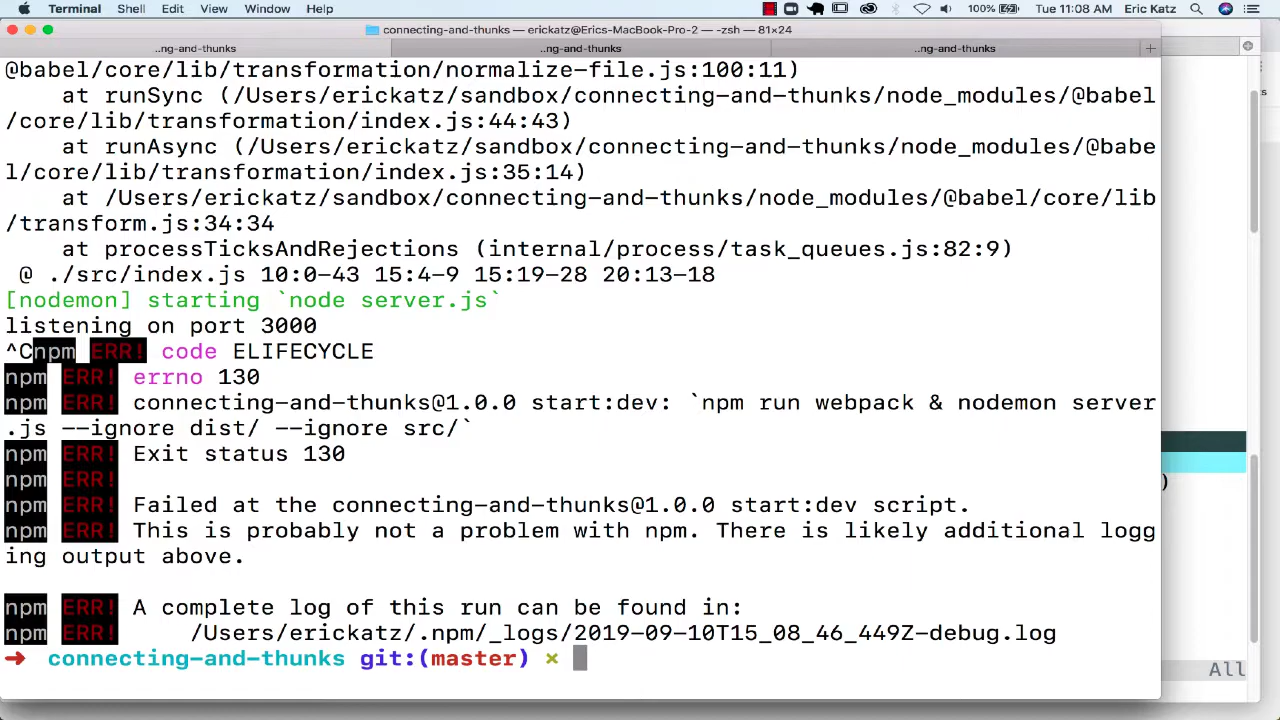 Terminal Shell Edit View Window Help 100% Tue 11:08 AM Eric Katz
connecting-and-thunks — erickatz@Erics-MacBook-Pro-2 — -zsh — 81x24
..ng-and-thunks ..ng-and-thunks ..ng-and-thunks +
@babel/core/lib/transformation/normalize-file.js:100:11)
at runSync (/Users/erickatz/sandbox/connecting-and-thunks/node_modules/@babel
/core/lib/transformation/index.js:44:43)
at runAsync (/Users/erickatz/sandbox/connecting-and-thunks/node_modules/@babe
l/core/lib/transformation/index.js:35:14)
at /Users/erickatz/sandbox/connecting-and-thunks/node_modules/@babel/core/lib
/transform.js:34:34
at processTicksAndRejections (internal/process/task_queues.js:82:9)
@ ./src/index.js 10:0-43 15:4-9 15:19-28 20:13-18
[nodemon] starting `node server.js`
listening on port 3000
^Cnpm ERR! code ELIFECYCLE
npm ERR! errno 130
npm ERR! connecting-and-thunks@1.0.0 start:dev: `npm run webpack & nodemon server
.js --ignore dist/ --ignore src/`
npm ERR! Exit status 130
npm ERR!
npm ERR! Failed at the connecting-and-thunks@1.0.0 start:dev script.
npm ERR! This is probably not a problem with npm. There is likely additional logg
ing output above.
npm ERR! A complete log of this run can be found in:
npm ERR! /Users/erickatz/.npm/_logs/2019-09-10T15_08_46_449Z-debug.log
➜ connecting-and-thunks git:(master) ×
)
All